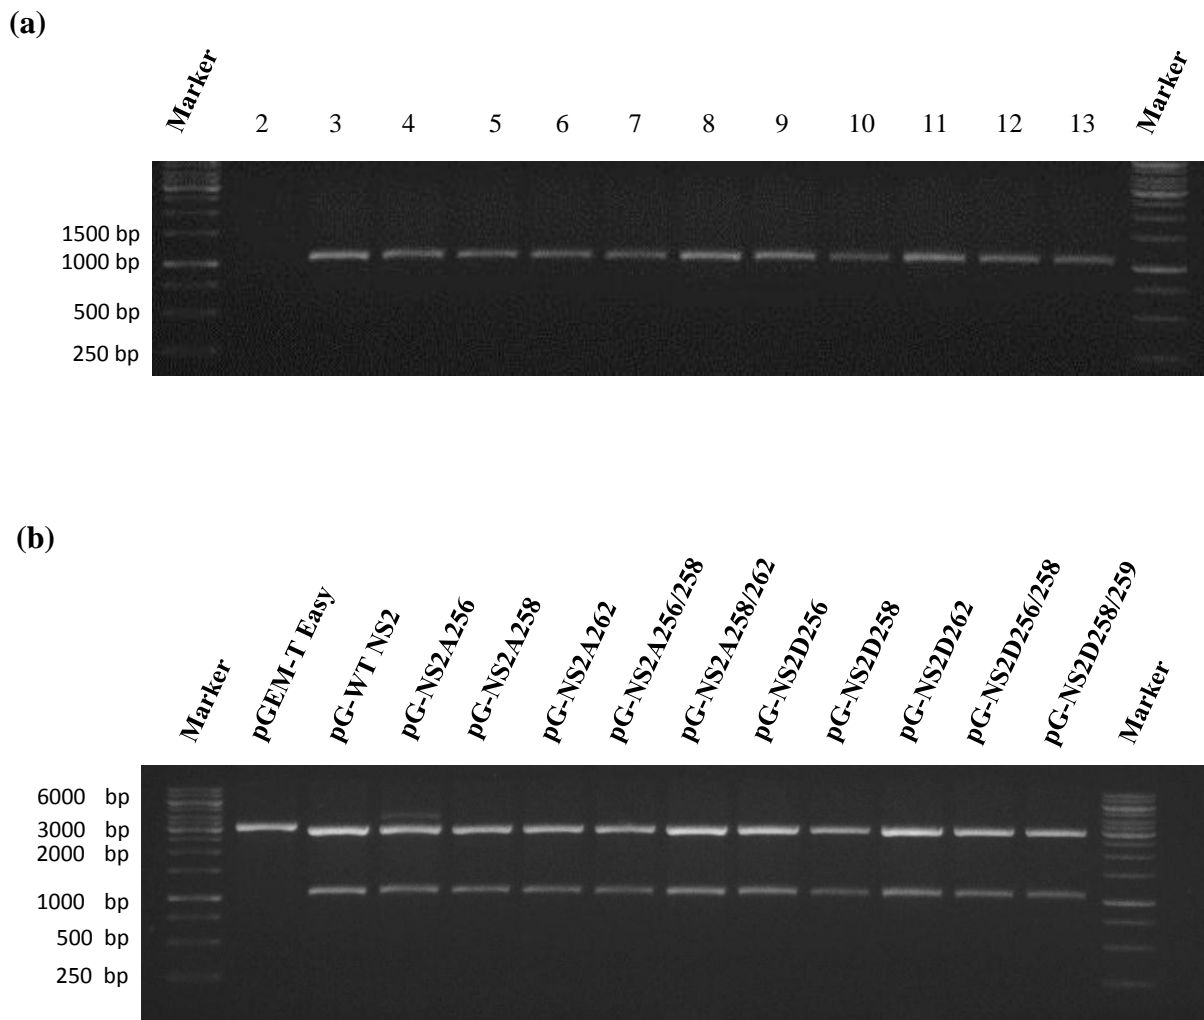 (a)
Marker 2 3 4 5 6 7 8 9 10 11 12 13 Marker
1500 bp
1000 bp
500 bp
250 bp
(b)
Marker pGEM-T Easy pG-WT NS2 pG-NS2A256 pG-NS2A258 pG-NS2A262 pG-NS2A256/258 pG-NS2A258/262 pG-NS2D256 pG-NS2D258 pG-NS2D262 pG-NS2D256/258 pG-NS2D258/259 Marker
6000 bp
3000 bp
2000 bp
1000 bp
500 bp
250 bp